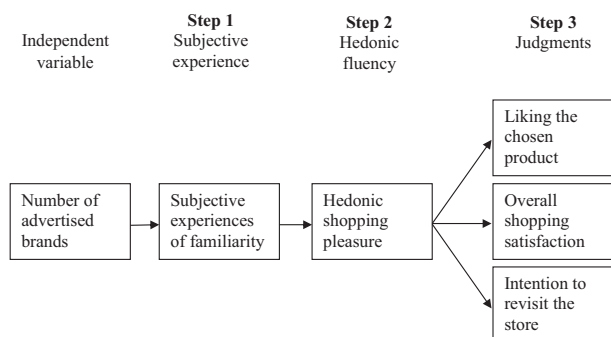 Independent
variable
Step 1
Subjective
experience
Step 2
Hedonic
fluency
Step 3
Judgments
Number of
advertised
brands
Subjective
experiences
of familiarity
Hedonic
shopping
pleasure
Liking the
chosen
product
Overall
shopping
satisfaction
Intention to
revisit the
store